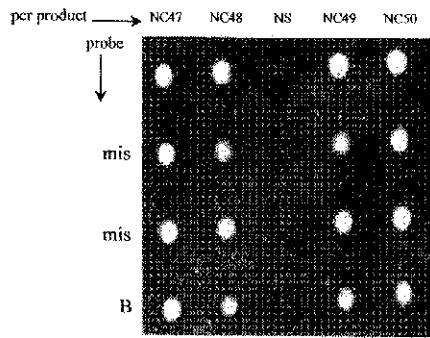 pcr product NC47 NC48 NS NC49 NC50
probe
mis
mis
B